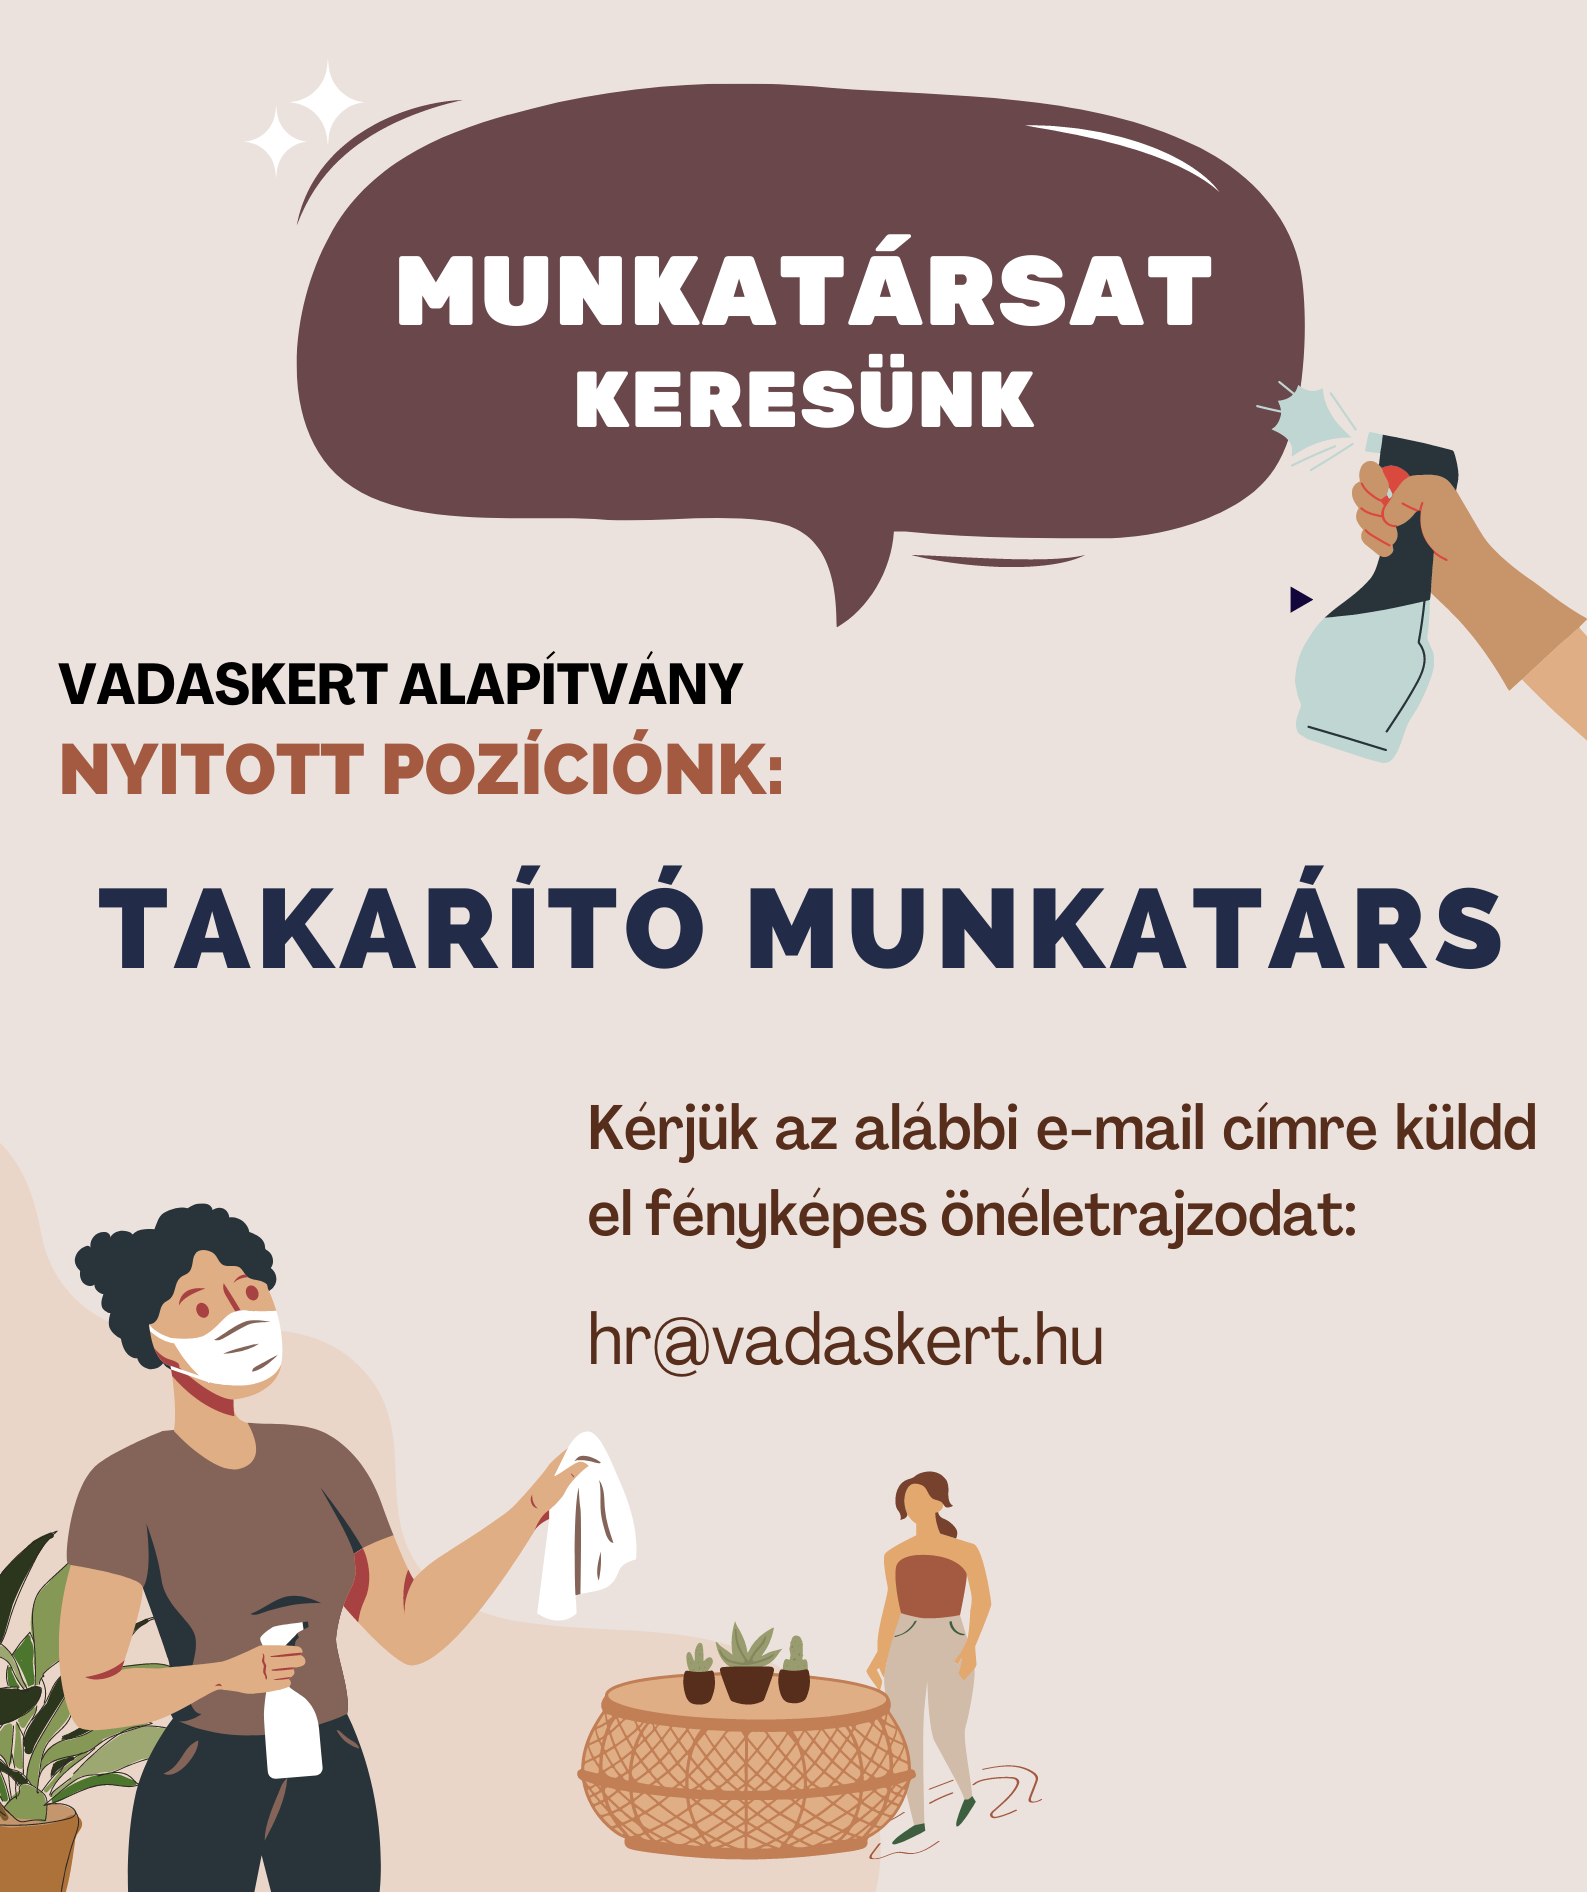 MUNKATÁRSAT
KERESÜNK
VADASKERT ALAPÍTVÁNY
NYITOTT POZÍCIÓNK:
TAKARÍTÓ MUNKATÁRS
Kérjük az alábbi e-mail címre küldd
el fényképes önéletrajzodat:
hr@vadaskert.hu